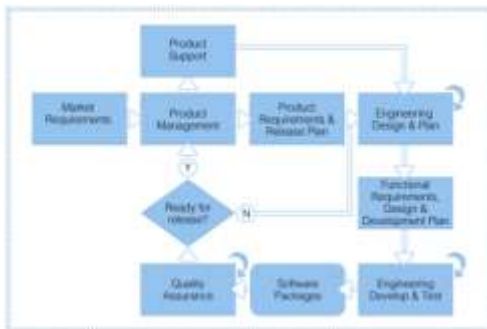 Product
Support
Market
Requirements
Product
Management
Product
Requirements &
Release Plan
Engineering
Design & Plan
Y
Ready for
release?
N
Functional
Requirements,
Design &
Development Plan
Quality
Assurance
Software
Packages
Engineering
Develop & Test